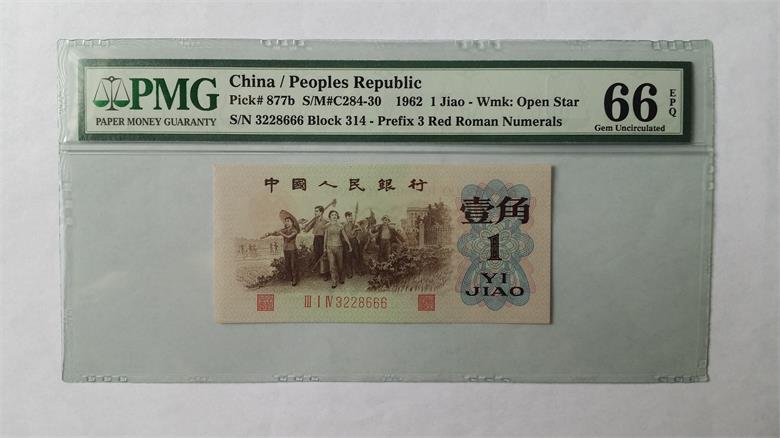 PMG
PAPER MONEY GUARANTY
China / Peoples Republic
Pick# 877b S/M#C284-30 1962 1 Jiao - Wmk: Open Star
S/N 3228666 Block 314 - Prefix 3 Red Roman Numerals
66
EPQ
Gem Uncirculated
中國人民銀行
壹角
1
YI
JIAO
III I IV 3228666